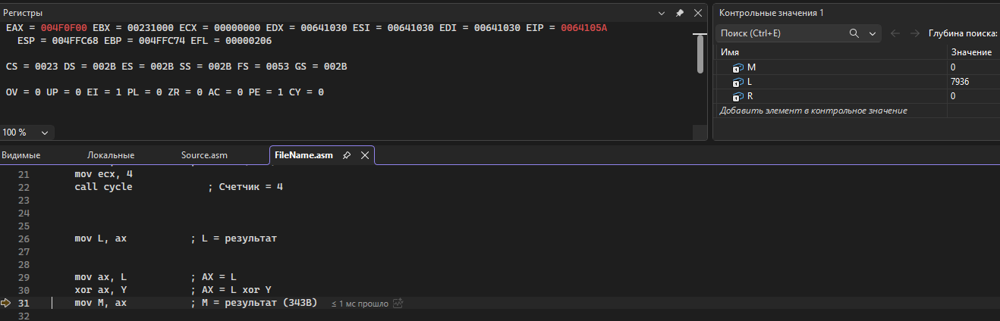 Регистры
EAX = 004F0F00 EBX = 00231000 ECX = 00000000 EDX = 00641030 ESI = 00641030 EDI = 00641030 EIP = 0064105A
ESP = 004FFC68 EBP = 004FFC74 EFL = 00000206
CS = 0023 DS = 002B ES = 002B SS = 002B FS = 0053 GS = 002B
OV = 0 UP = 0 EI = 1 PL = 0 ZR = 0 AC = 0 PE = 1 CY = 0
100 %
Контрольные значения 1
Поиск (Ctrl+E) Глубина поиска:
Имя Значение
M 0
L 7936
R 0
Добавить элемент в контрольное значение
Видимые Локальные Source.asm FileName.asm
21 mov ecx, 4
22 call cycle ; Счетчик = 4
23
24
25
26 mov L, ax ; L = результат
27
28
29 mov ax, L ; AX = L
30 xor ax, Y ; AX = L xor Y
31 mov M, ax ; M = результат (343B) ≤ 1 мс прошло
32